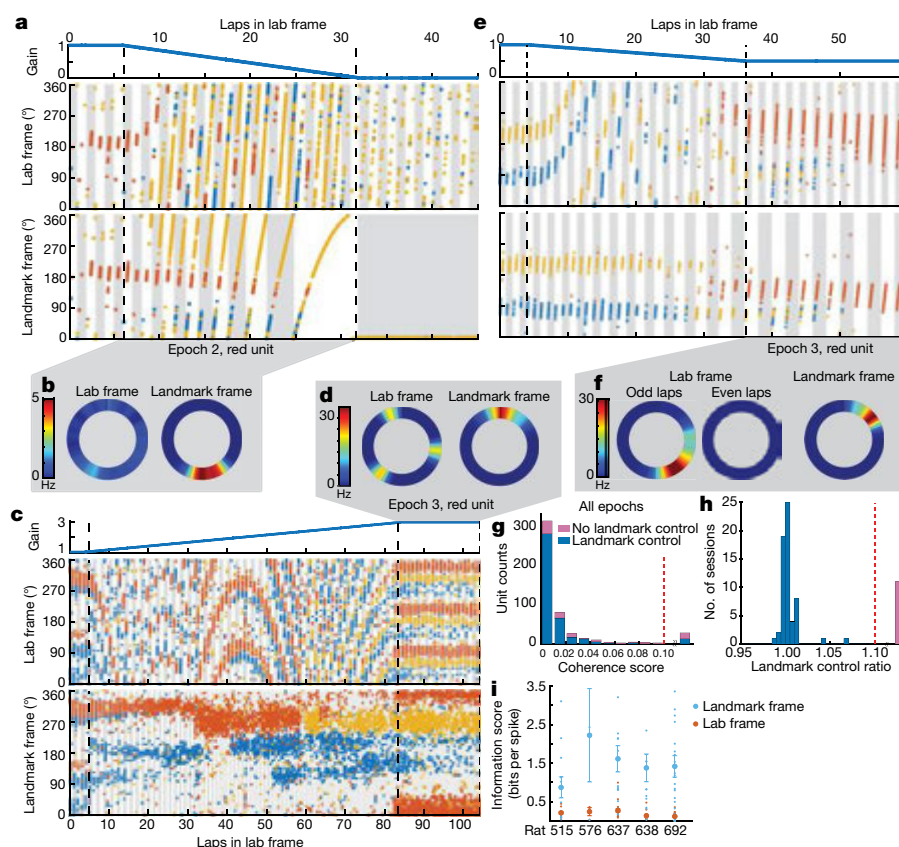 a
Laps in lab frame
0 10 20 30 40
Gain
1
0
Lab frame (°)
360
270
180
90
0
Landmark frame (°)
360
270
180
90
0
Epoch 2, red unit
e
Laps in lab frame
0 10 20 30 40 50
1
0
Epoch 3, red unit
b
Lab frame
Landmark frame
5
0
Hz
d
Lab frame
Landmark frame
30
0
Hz
Epoch 3, red unit
f
Lab frame
Odd laps
Even laps
Landmark frame
30
0
Hz
c
Gain
3
1
Lab frame (°)
360
270
180
90
0
Landmark frame (°)
360
270
180
90
0
0 10 20 30 40 50 60 70 80 90 100
Laps in lab frame
g
All epochs
No landmark control
Landmark control
Unit counts
300
200
100
0
0 0.02 0.04 0.06 0.08 0.10
Coherence score
h
No. of sessions
25
20
15
10
5
0
0.95 1.00 1.05 1.10
Landmark control ratio
i
Landmark frame
Lab frame
Information score
(bits per spike)
3.5
2.5
1.5
0.5
Rat 515 576 637 638 692